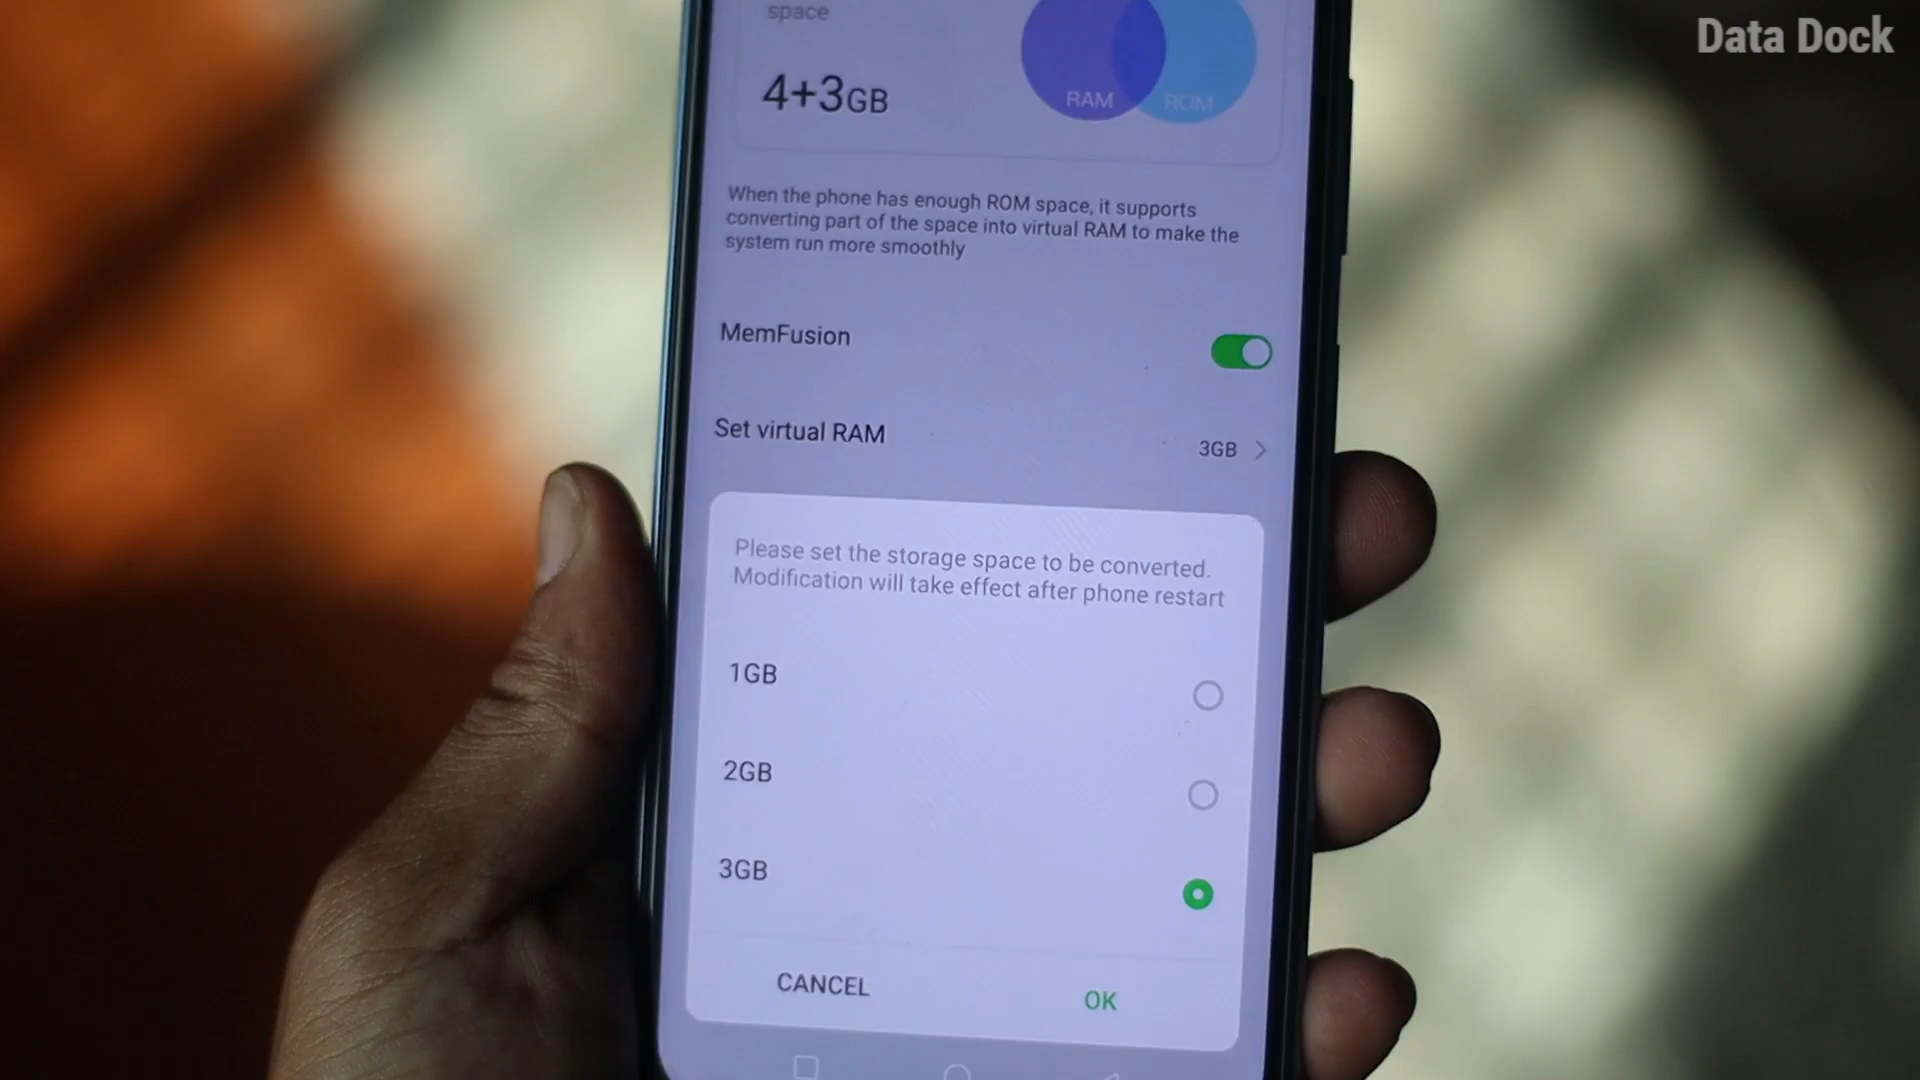 Data Dock
space
4+3GB
RAM
ROM
When the phone has enough ROM space, it supports
converting part of the space into virtual RAM to make the
system run more smoothly
MemFusion
Set virtual RAM
3GB
Please set the storage space to be converted.
Modification will take effect after phone restart
1GB
2GB
3GB
CANCEL
OK